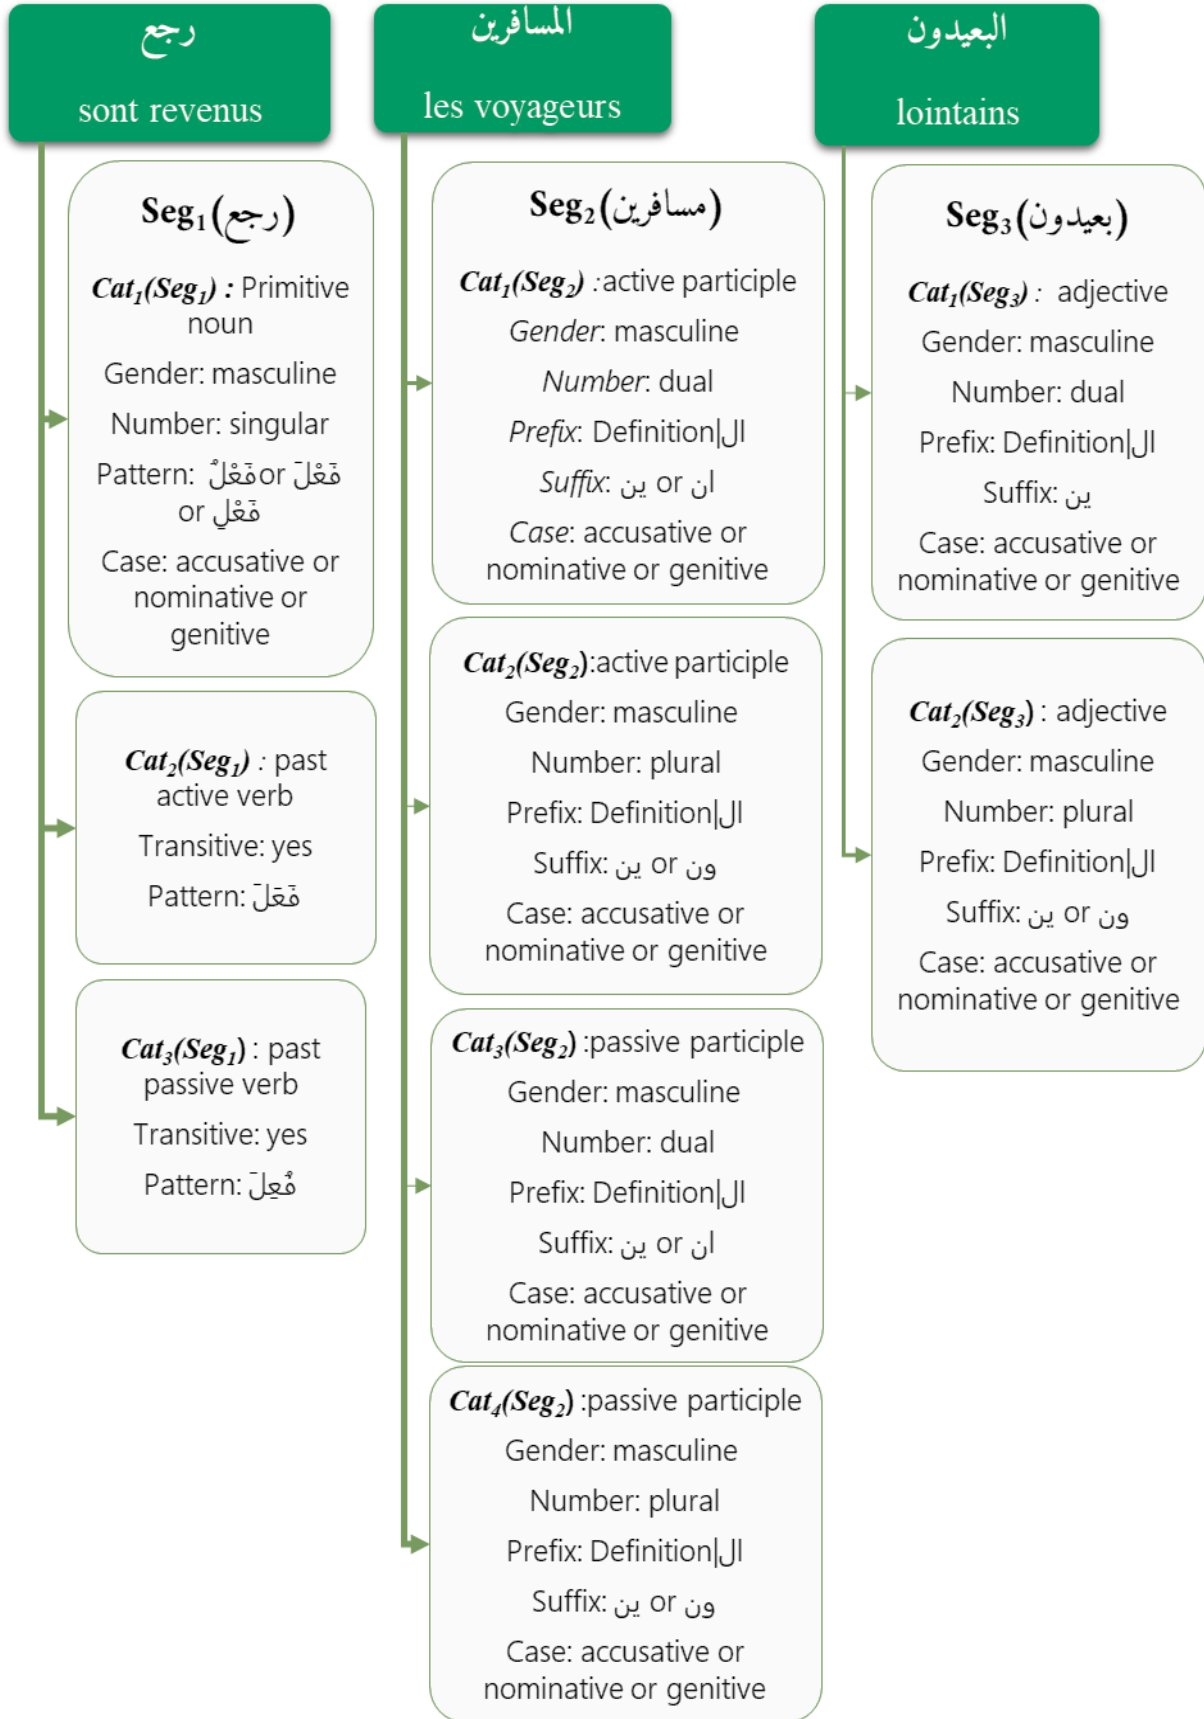 رجع
sont revenus
Seg1(رجع)
Cat1(Seg1) : Primitive
noun
Gender: masculine
Number: singular
Pattern: فَعْلٌ or فَعْلَ
or فَعْلٍ
Case: accusative or
nominative or
genitive
Cat2(Seg1) : past
active verb
Transitive: yes
Pattern: فَعَلَ
Cat3(Seg1) : past
passive verb
Transitive: yes
Pattern: فُعِلَ
المسافرين
les voyageurs
Seg2(مسافرين)
Cat1(Seg2) :active participle
Gender: masculine
Number: dual
Prefix: Definition|ال
Suffix: ين or ان
Case: accusative or
nominative or genitive
Cat2(Seg2):active participle
Gender: masculine
Number: plural
Prefix: Definition|ال
Suffix: ين or ون
Case: accusative or
nominative or genitive
Cat3(Seg2) :passive participle
Gender: masculine
Number: dual
Prefix: Definition|ال
Suffix: ين or ان
Case: accusative or
nominative or genitive
Cat4(Seg2) :passive participle
Gender: masculine
Number: plural
Prefix: Definition|ال
Suffix: ين or ون
Case: accusative or
nominative or genitive
البعيدون
lointains
Seg3(بعيدون)
Cat1(Seg3) : adjective
Gender: masculine
Number: dual
Prefix: Definition|ال
Suffix: ين
Case: accusative or
nominative or genitive
Cat2(Seg3) : adjective
Gender: masculine
Number: plural
Prefix: Definition|ال
Suffix: ين or ون
Case: accusative or
nominative or genitive